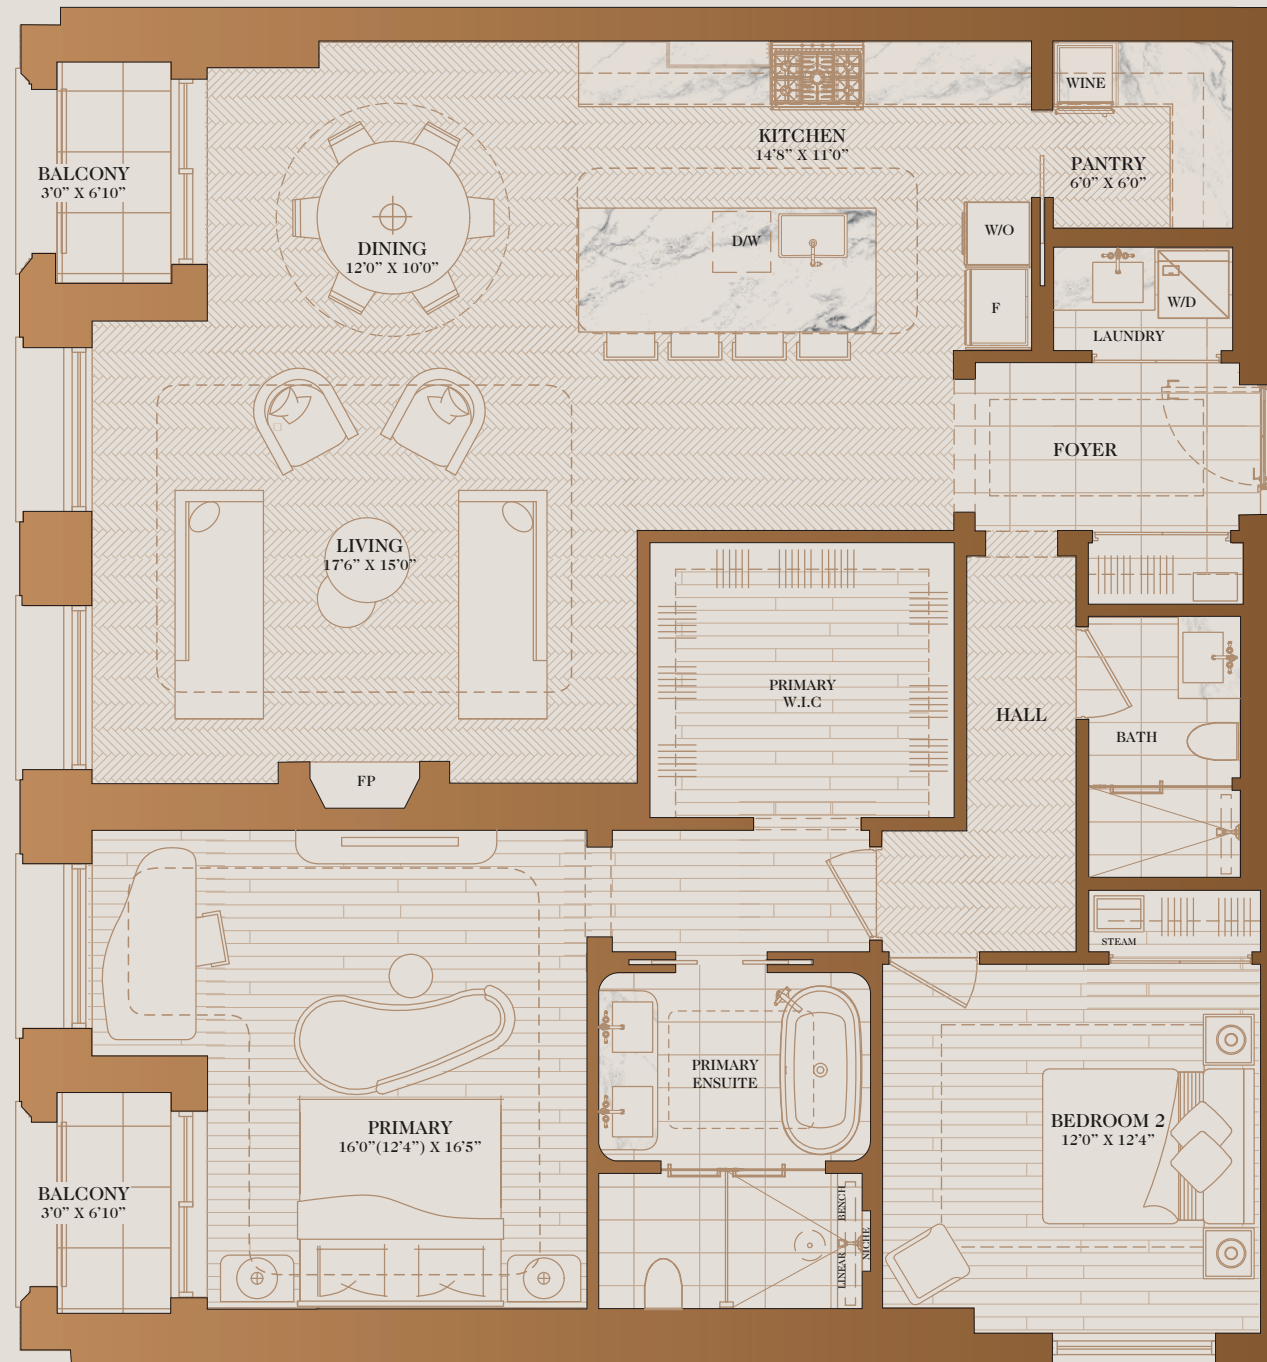 WINE
KITCHEN
14'8" X 11'0"
PANTRY
6'0" X 6'0"
BALCONY
3'0" X 6'10"
DINING
12'0" X 10'0"
D/W
W/O
F
W/D
LAUNDRY
FOYER
LIVING
17'6" X 15'0"
PRIMARY
W.I.C
HALL
BATH
FP
STEAM
PRIMARY
ENSUITE
PRIMARY
16'0"(12'4") X 16'5"
BEDROOM 2
12'0" X 12'4"
BALCONY
3'0" X 6'10"
LINEAR BENCH
NICHE